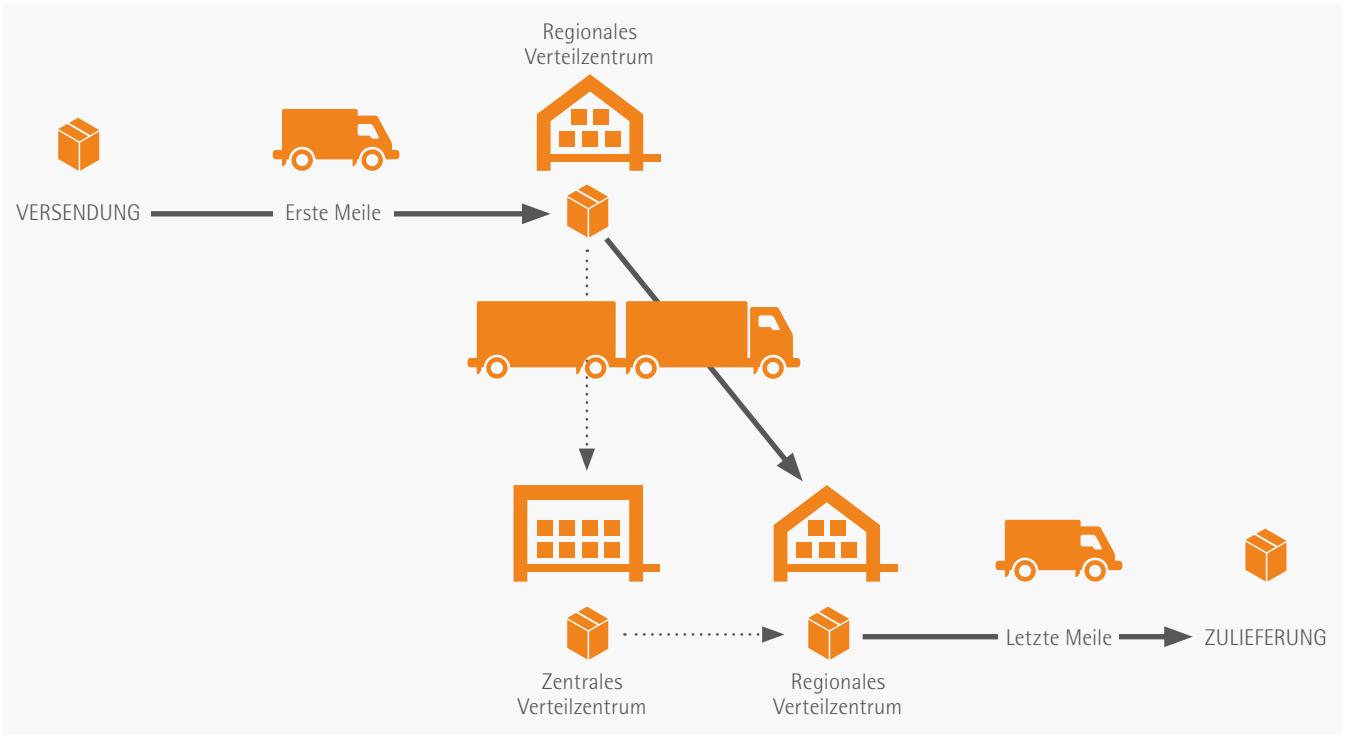 Regionales
Verteilzentrum
VERSENDUNG
Erste Meile
Letzte Meile
ZULIEFERUNG
Zentrales
Verteilzentrum
Regionales
Verteilzentrum